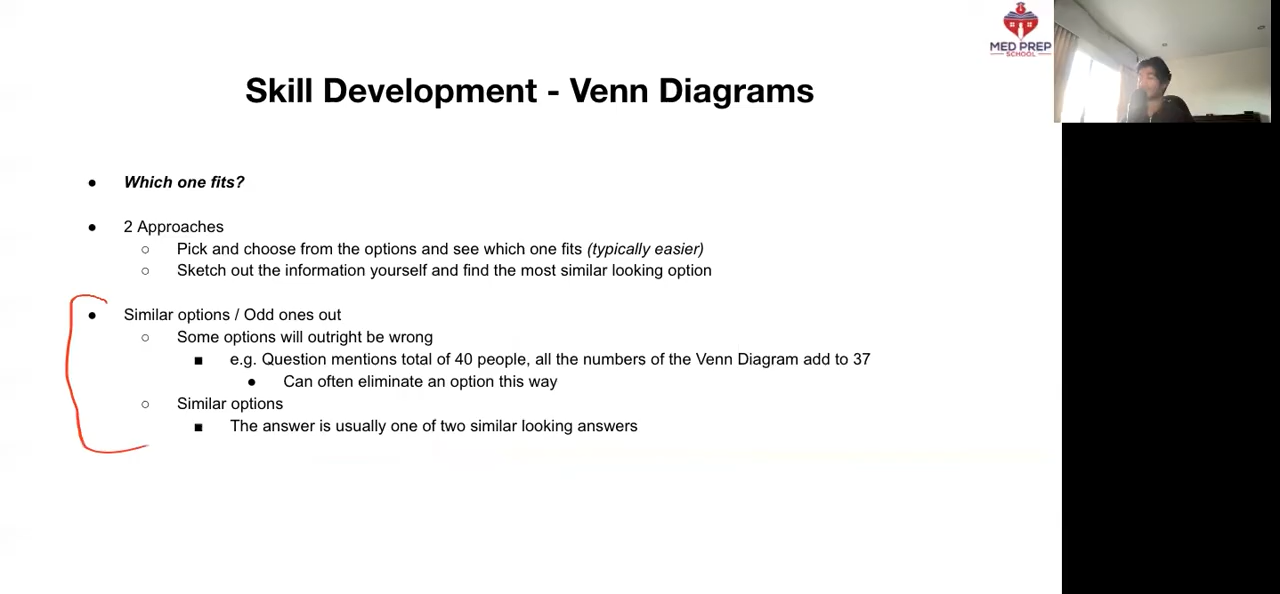 MED PREP
SCHOOL
Skill Development - Venn Diagrams
● Which one fits?
● 2 Approaches
○ Pick and choose from the options and see which one fits (typically easier)
○ Sketch out the information yourself and find the most similar looking option
● Similar options / Odd ones out
○ Some options will outright be wrong
■ e.g. Question mentions total of 40 people, all the numbers of the Venn Diagram add to 37
● Can often eliminate an option this way
○ Similar options
■ The answer is usually one of two similar looking answers